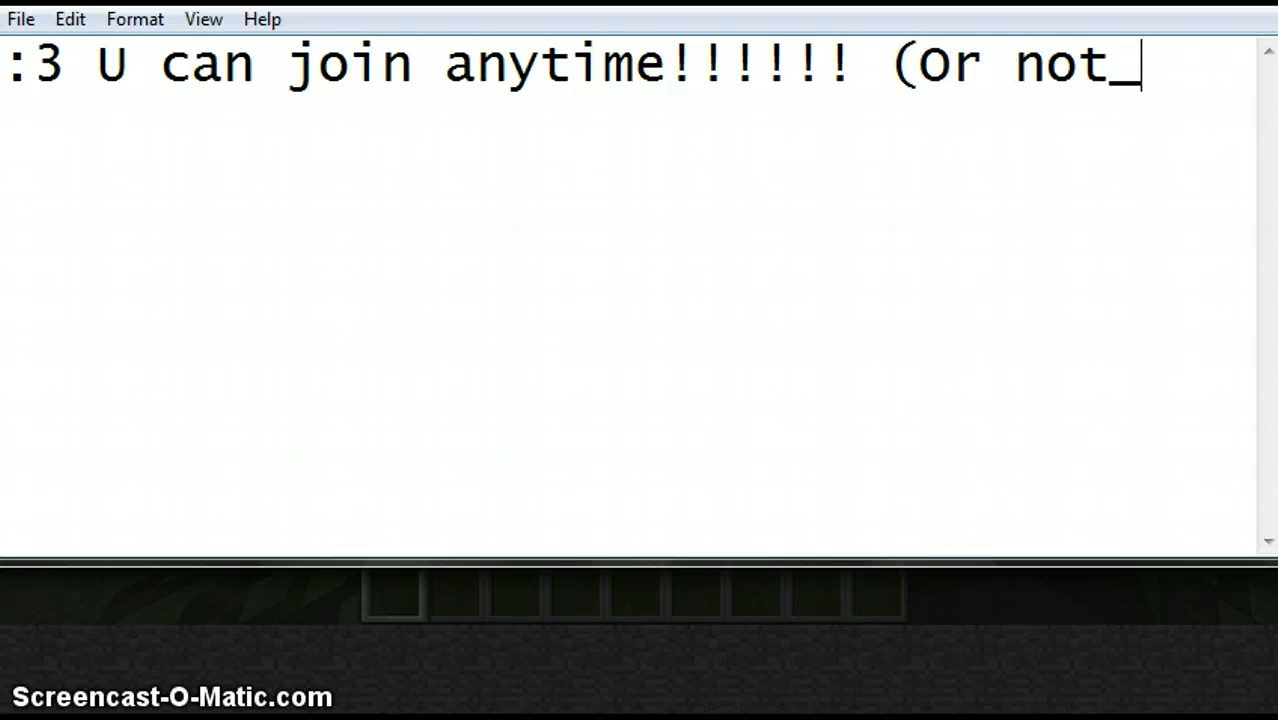 File Edit Format View Help
:3 U can join anytime!!!!!! (Or not_
Screencast-O-Matic.com